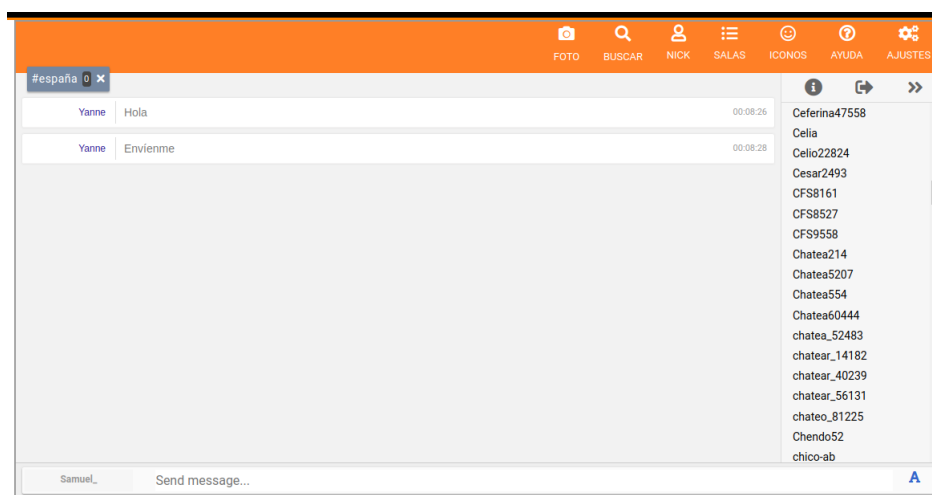 FOTO BUSCAR NICK SALAS ICONOS AYUDA AJUSTES
#españa 0 ×
Yanne Hola 00:08:26
Yanne Envienme 00:08:28
Ceferina47558
Celia
Celio22824
Cesar2493
CFS8161
CFS8527
CFS9558
Chatea214
Chatea5207
Chatea554
Chatea60444
chatea_52483
chatear_14182
chatear_40239
chatear_56131
chateo_81225
Chendo52
chico-ab
Samuel_ Send message... A